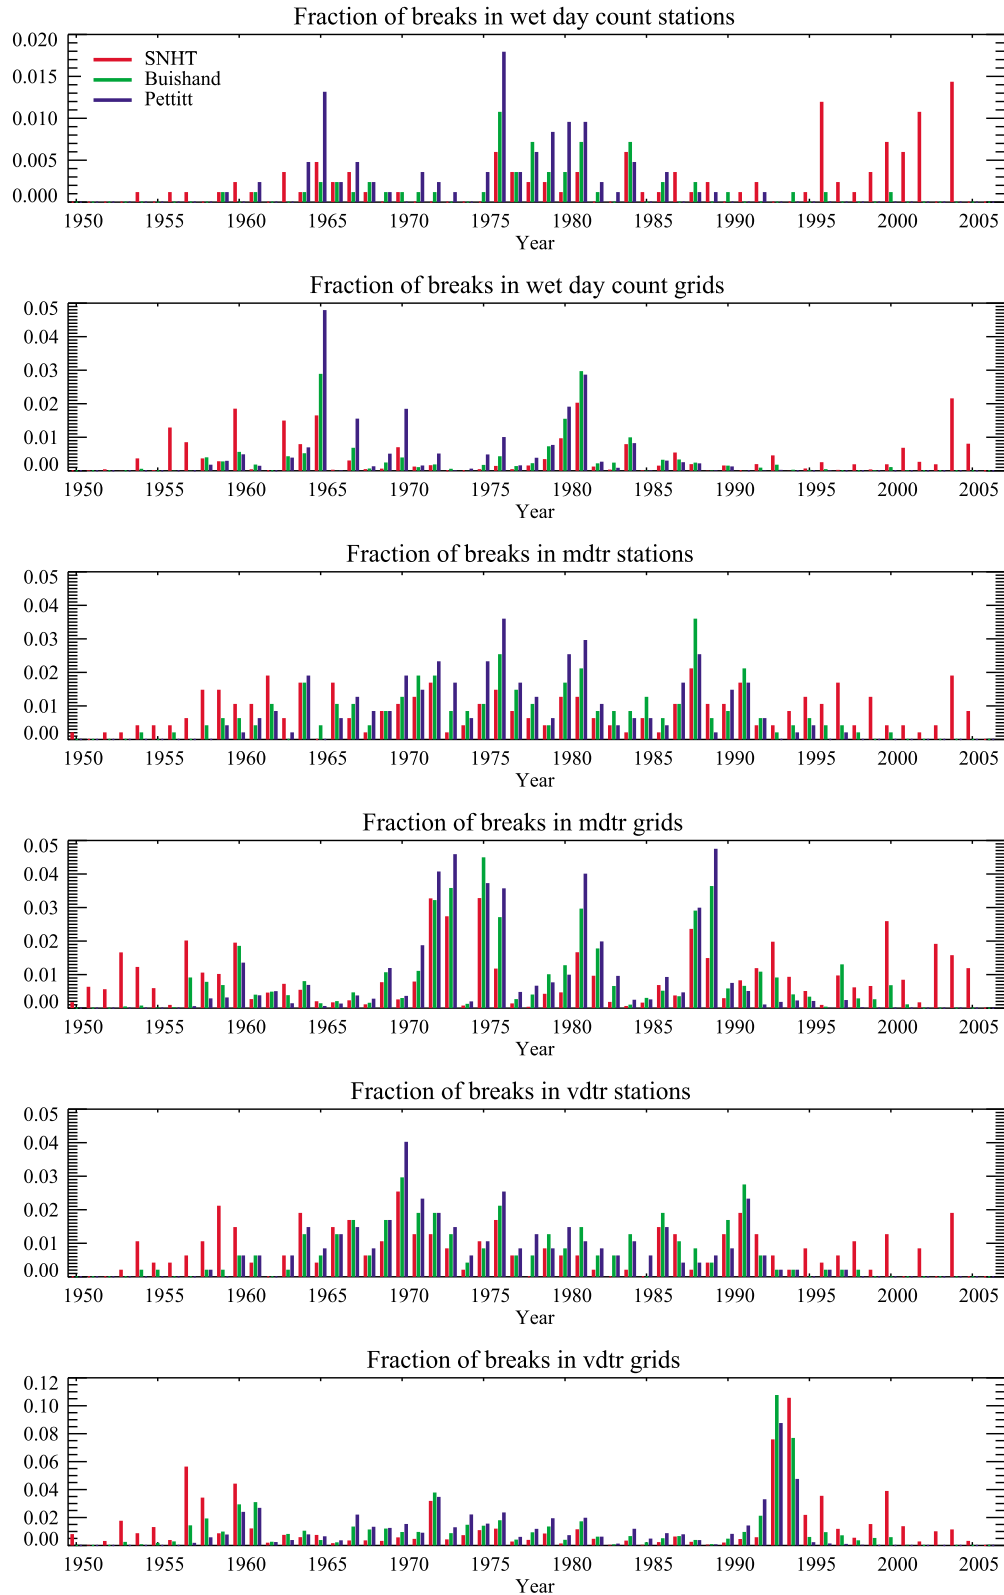 Fraction of breaks in wet day count stations
0.020
0.015
0.010
0.005
0.000
SNHT
Buishand
Pettitt
1950 1955 1960 1965 1970 1975 1980 1985 1990 1995 2000 2005
Year
Fraction of breaks in wet day count grids
0.05
0.04
0.03
0.02
0.01
0.00
1950 1955 1960 1965 1970 1975 1980 1985 1990 1995 2000 2005
Year
Fraction of breaks in mdtr stations
0.05
0.04
0.03
0.02
0.01
0.00
1950 1955 1960 1965 1970 1975 1980 1985 1990 1995 2000 2005
Year
Fraction of breaks in mdtr grids
0.05
0.04
0.03
0.02
0.01
0.00
1950 1955 1960 1965 1970 1975 1980 1985 1990 1995 2000 2005
Year
Fraction of breaks in vdtr stations
0.05
0.04
0.03
0.02
0.01
0.00
1950 1955 1960 1965 1970 1975 1980 1985 1990 1995 2000 2005
Year
Fraction of breaks in vdtr grids
0.12
0.10
0.08
0.06
0.04
0.02
0.00
1950 1955 1960 1965 1970 1975 1980 1985 1990 1995 2000 2005
Year